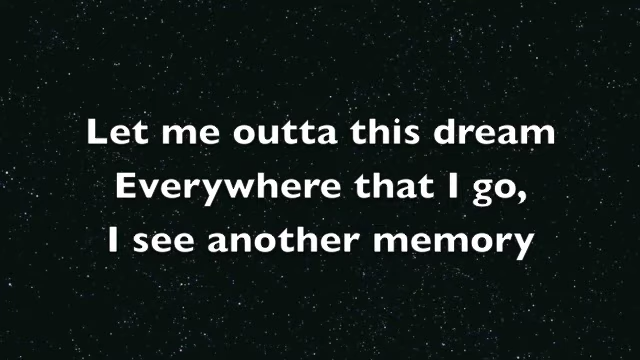 Let me outta this dream
Everywhere that I go,
I see another memory